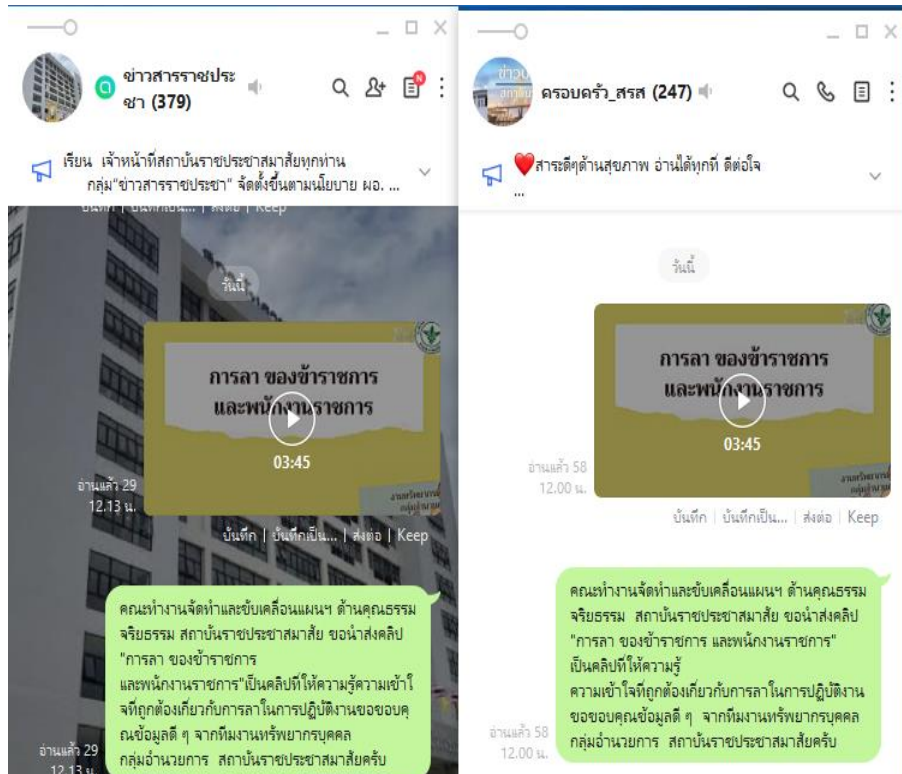 ข่าวสารราชประ
ชา (379)
เรียน เจ้าหน้าที่สถาบันราชประชาสมาสัยทุกท่าน
กลุ่ม“ข่าวสารราชประชา” จัดตั้งขึ้นตามนโยบาย ผอ. ...
บันทึก | บันทึกเป็น... | ส่งต่อ | Keep
วันนี้
การลา ของข้าราชการ
และพนักงานราชการ
03:45
อ่านแล้ว 29
12.13 น.
บันทึก | บันทึกเป็น... | ส่งต่อ | Keep
คณะทำงานจัดทำและขับเคลื่อนแผนฯ ด้านคุณธรรม
จริยธรรม สถาบันราชประชาสมาสัย ขอนำส่งคลิป
"การลา ของข้าราชการ
และพนักงานราชการ"เป็นคลิปที่ให้ความรู้ความเข้าใ
จที่ถูกต้องเกี่ยวกับการลาในการปฏิบัติงานขอขอบคุ
ณข้อมูลดี ๆ จากทีมงานทรัพยากรบุคคล
กลุ่มอำนวยการ สถาบันราชประชาสมาสัยครับ
อ่านแล้ว 29
12.13 น.
ครอบครัว_สรส (247)
❤️สาระดีๆด้านสุขภาพ อ่านได้ทุกที่ ดีต่อใจ
...
วันนี้
การลา ของข้าราชการ
และพนักงานราชการ
03:45
อ่านแล้ว 58
12.00 น.
บันทึก | บันทึกเป็น... | ส่งต่อ | Keep
คณะทำงานจัดทำและขับเคลื่อนแผนฯ ด้านคุณธรรม
จริยธรรม สถาบันราชประชาสมาสัย ขอนำส่งคลิป
"การลา ของข้าราชการ และพนักงานราชการ"
เป็นคลิปที่ให้ความรู้
ความเข้าใจที่ถูกต้องเกี่ยวกับการลาในการปฏิบัติงาน
ขอขอบคุณข้อมูลดี ๆ จากทีมงานทรัพยากรบุคคล
กลุ่มอำนวยการ สถาบันราชประชาสมาสัยครับ
อ่านแล้ว 58
12.00 น.